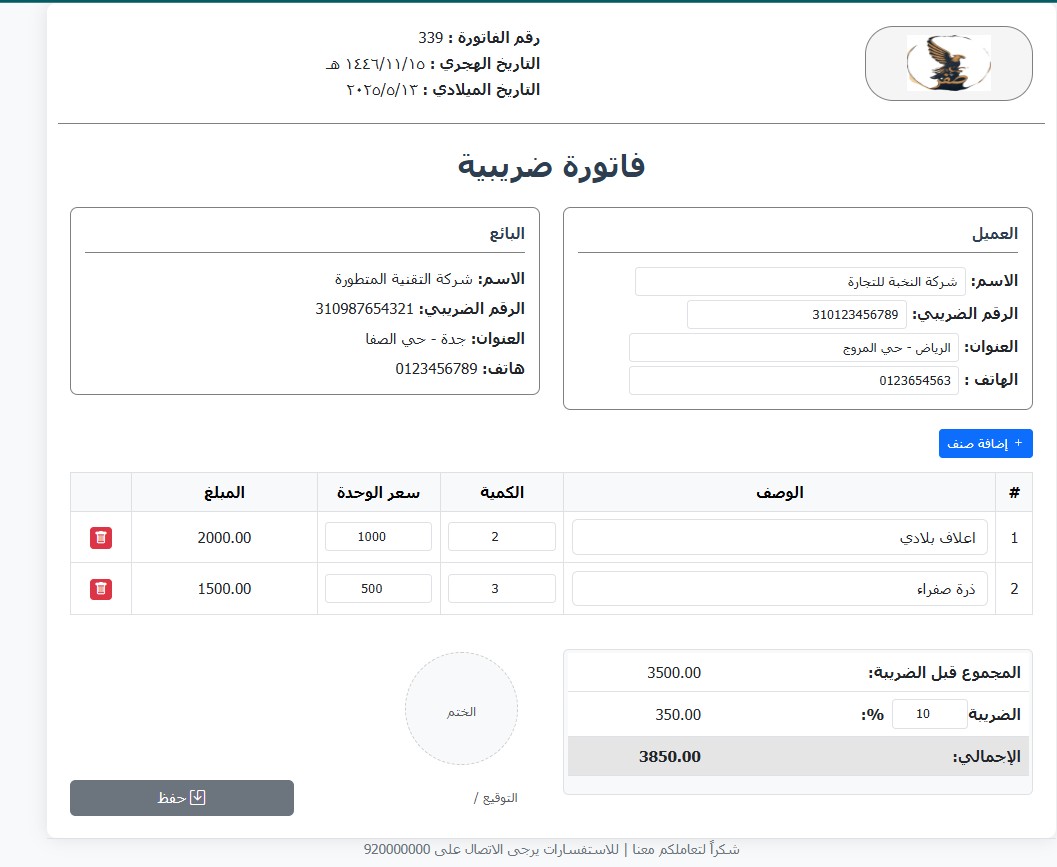 رقم الفاتورة : 339
التاريخ الهجري : ١٤٤٦/١١/١٥ هـ
التاريخ الميلادي : ٢٠٢٥/٥/١٣
فاتورة ضريبية
العميل
الاسم: شركة النخبة للتجارة
الرقم الضريبي: 310123456789
العنوان: الرياض - حي المروج
الهاتف : 0123654563
البائع
الاسم: شركة التقنية المتطورة
الرقم الضريبي: 310987654321
العنوان: جدة - حي الصفا
هاتف: 0123456789
+ إضافة صنف
# الوصف الكمية سعر الوحدة المبلغ
1 اعلاف بلادي 2 1000 2000.00
2 ذرة صفراء 3 500 1500.00
المجموع قبل الضريبة: 3500.00
الضريبة 10 %: 350.00
الإجمالي: 3850.00
الختم
التوقيع /
حفظ
شكراً لتعاملكم معنا | للاستفسارات يرجى الاتصال على 920000000